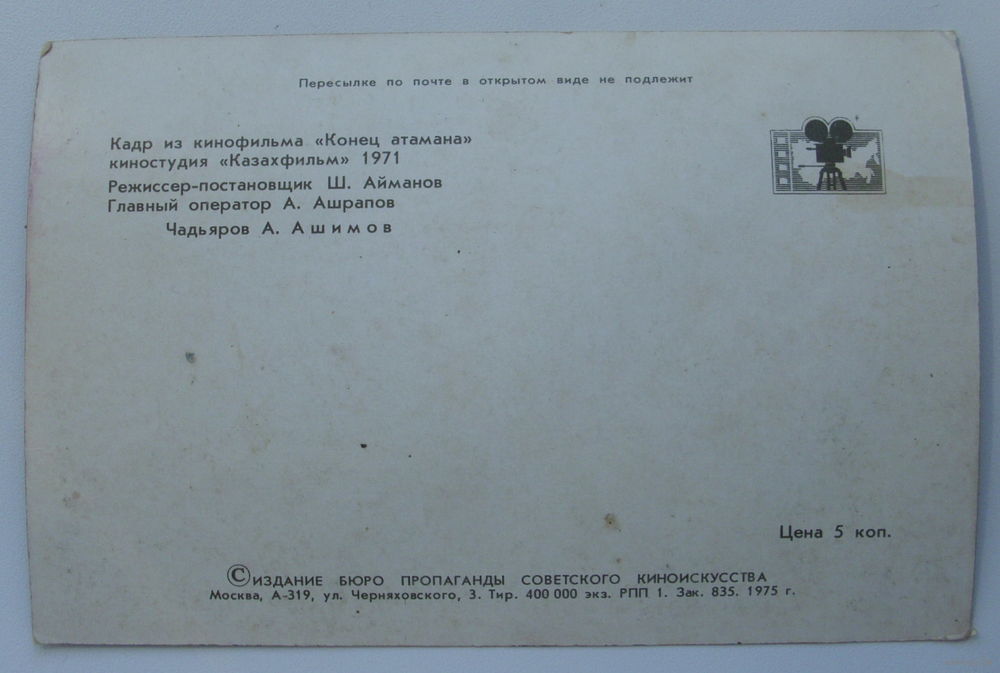 Пересылке по почте в открытом виде не подлежит
Кадр из кинофильма «Конец атамана»
киностудия «Казахфильм» 1971
Режиссер-постановщик Ш. Айманов
Главный оператор А. Ашрапов
Чадьяров А. Ашимов
Цена 5 коп.
© ИЗДАНИЕ БЮРО ПРОПАГАНДЫ СОВЕТСКОГО КИНОИСКУССТВА
Москва, А-319, ул. Черняховского, 3. Тир. 400 000 экз. РПП 1. Зак. 835. 1975 г.